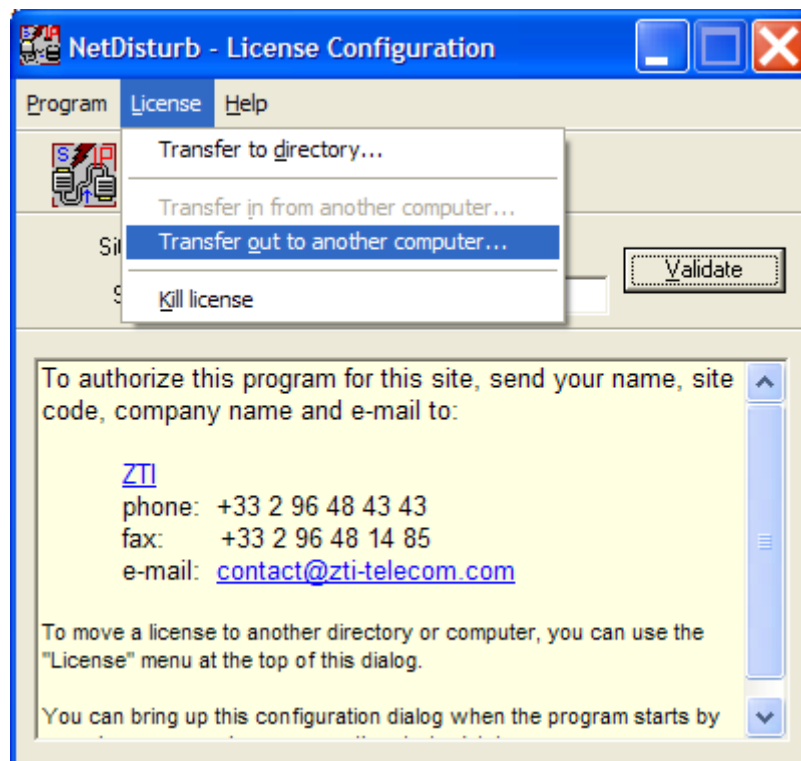 NetDisturb - License Configuration
Program License Help
Transfer to directory...
Transfer in from another computer...
Transfer out to another computer...
Kill license
Validate
To authorize this program for this site, send your name, site
code, company name and e-mail to:
ZTI
phone: +33 2 96 48 43 43
fax: +33 2 96 48 14 85
e-mail: contact@zti-telecom.com
To move a license to another directory or computer, you can use the
"License" menu at the top of this dialog.
You can bring up this configuration dialog when the program starts by